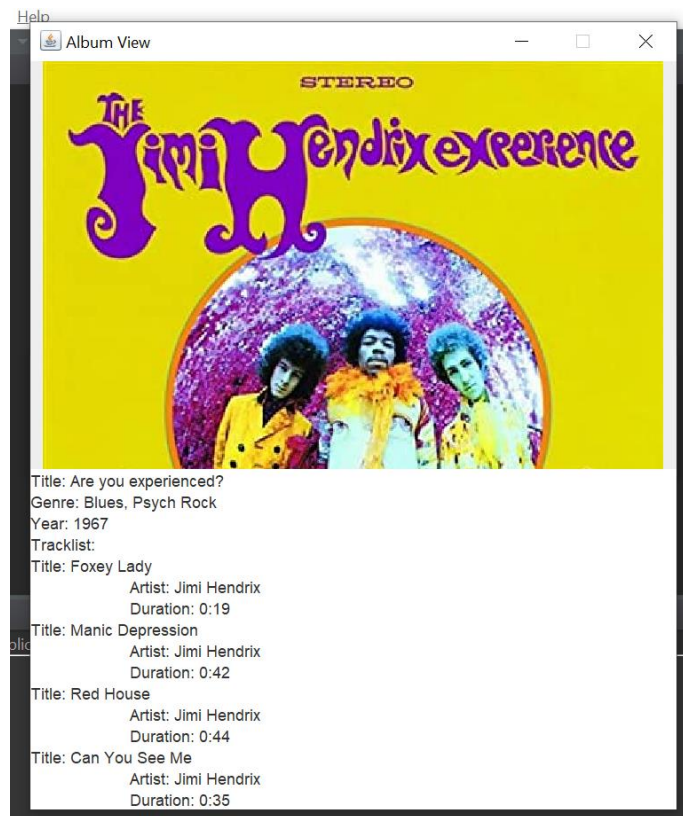 Help
Album View
STEREO
THE
Jimi Hendrix experience
Title: Are you experienced?
Genre: Blues, Psych Rock
Year: 1967
Tracklist:
Title: Foxey Lady
Artist: Jimi Hendrix
Duration: 0:19
Title: Manic Depression
Artist: Jimi Hendrix
Duration: 0:42
Title: Red House
Artist: Jimi Hendrix
Duration: 0:44
Title: Can You See Me
Artist: Jimi Hendrix
Duration: 0:35